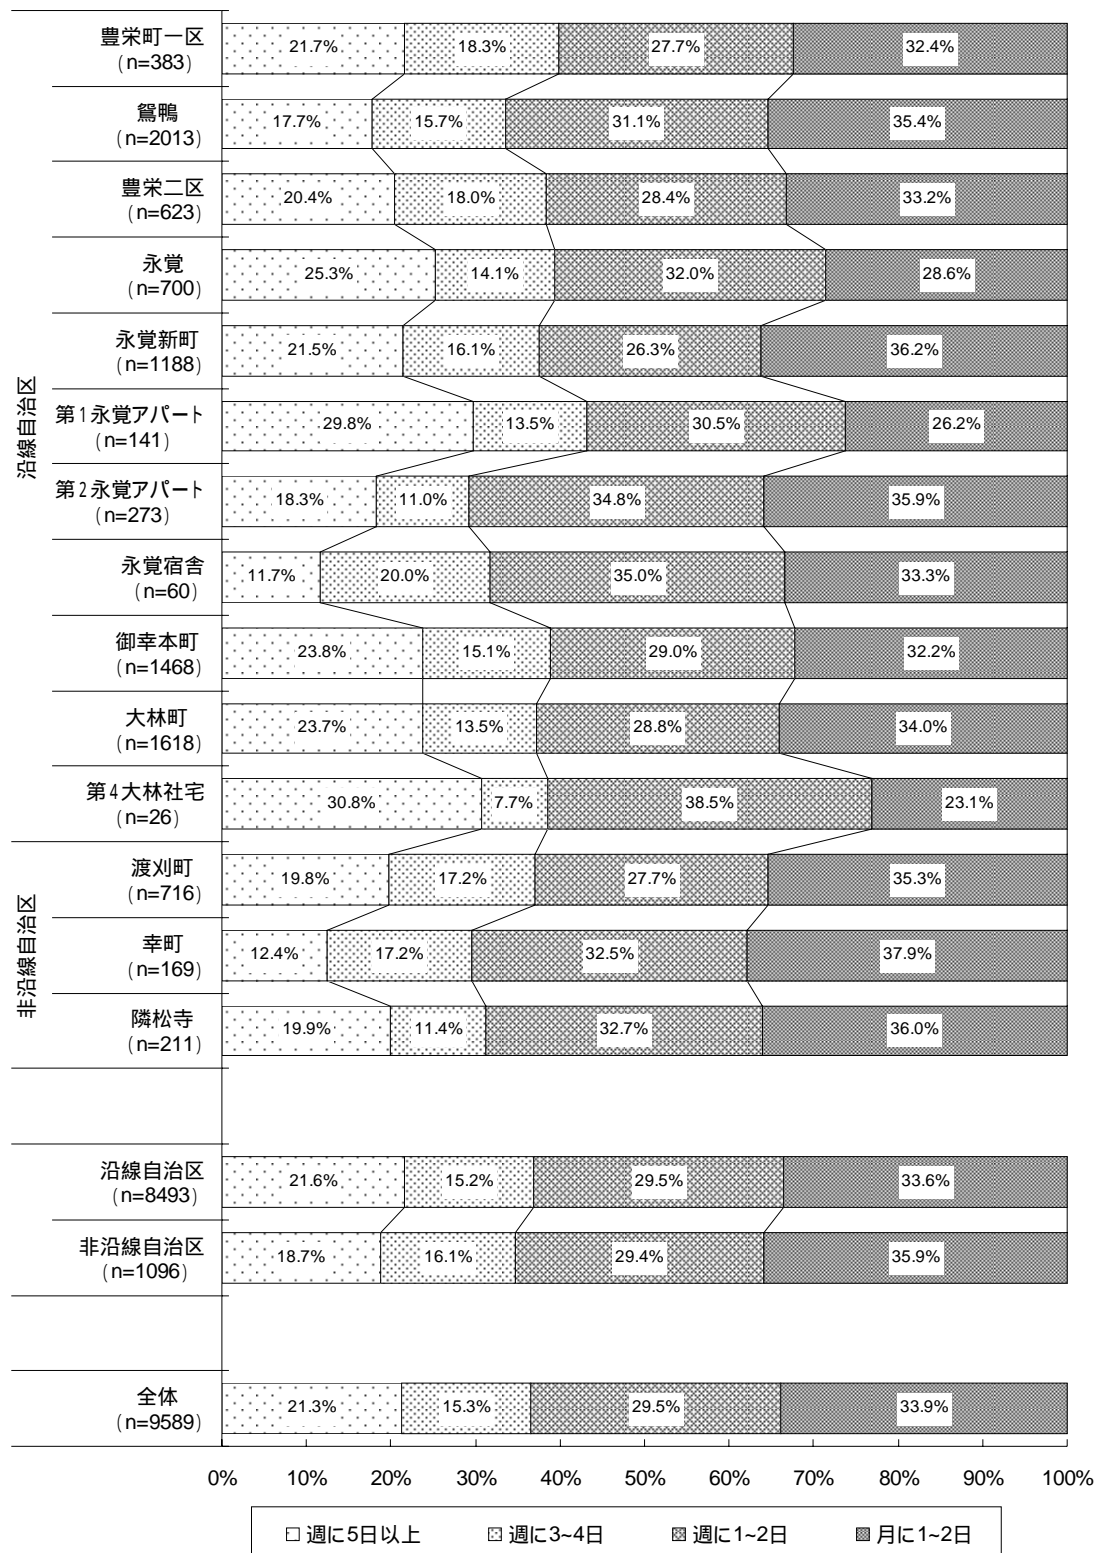 沿線自治区
豊栄町一区
(n=383)
21.7%
18.3%
27.7%
32.4%
鴛鴨
(n=2013)
17.7%
15.7%
31.1%
35.4%
豊栄二区
(n=623)
20.4%
18.0%
28.4%
33.2%
永覚
(n=700)
25.3%
14.1%
32.0%
28.6%
永覚新町
(n=1188)
21.5%
16.1%
26.3%
36.2%
第1永覚アパート
(n=141)
29.8%
13.5%
30.5%
26.2%
第2永覚アパート
(n=273)
18.3%
11.0%
34.8%
35.9%
永覚宿舎
(n=60)
11.7%
20.0%
35.0%
33.3%
御幸本町
(n=1468)
23.8%
15.1%
29.0%
32.2%
大林町
(n=1618)
23.7%
13.5%
28.8%
34.0%
第4大林社宅
(n=26)
30.8%
7.7%
38.5%
23.1%
非沿線自治区
渡刈町
(n=716)
19.8%
17.2%
27.7%
35.3%
幸町
(n=169)
12.4%
17.2%
32.5%
37.9%
隣松寺
(n=211)
19.9%
11.4%
32.7%
36.0%
沿線自治区
(n=8493)
21.6%
15.2%
29.5%
33.6%
非沿線自治区
(n=1096)
18.7%
16.1%
29.4%
35.9%
全体
(n=9589)
21.3%
15.3%
29.5%
33.9%
0% 10% 20% 30% 40% 50% 60% 70% 80% 90% 100%
週に5日以上 週に3~4日 週に1~2日 月に1~2日